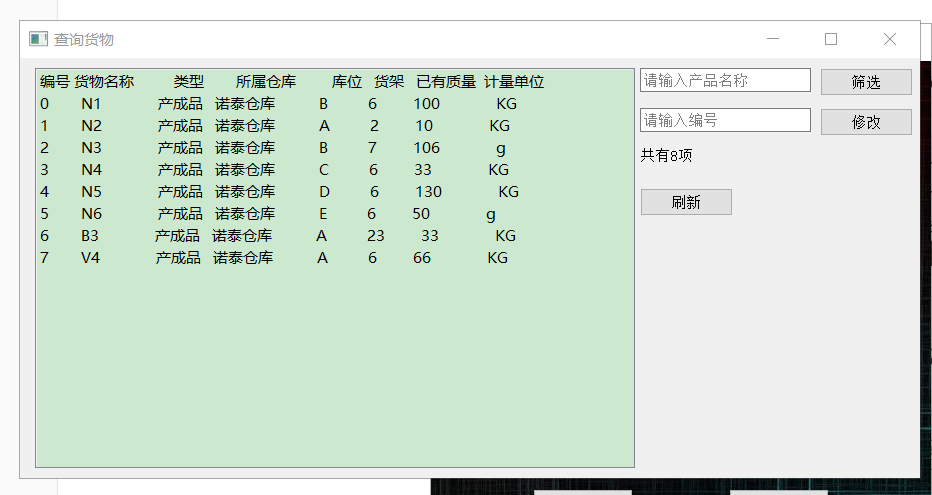 查询货物
编号 货物名称 类型 所属仓库 库位 货架 已有质量 计量单位
0 N1 产成品 诺泰仓库 B 6 100 KG
1 N2 产成品 诺泰仓库 A 2 10 KG
2 N3 产成品 诺泰仓库 B 7 106 g
3 N4 产成品 诺泰仓库 C 6 33 KG
4 N5 产成品 诺泰仓库 D 6 130 KG
5 N6 产成品 诺泰仓库 E 6 50 g
6 B3 产成品 诺泰仓库 A 23 33 KG
7 V4 产成品 诺泰仓库 A 6 66 KG
请输入产品名称 筛选
请输入编号 修改
共有8项
刷新